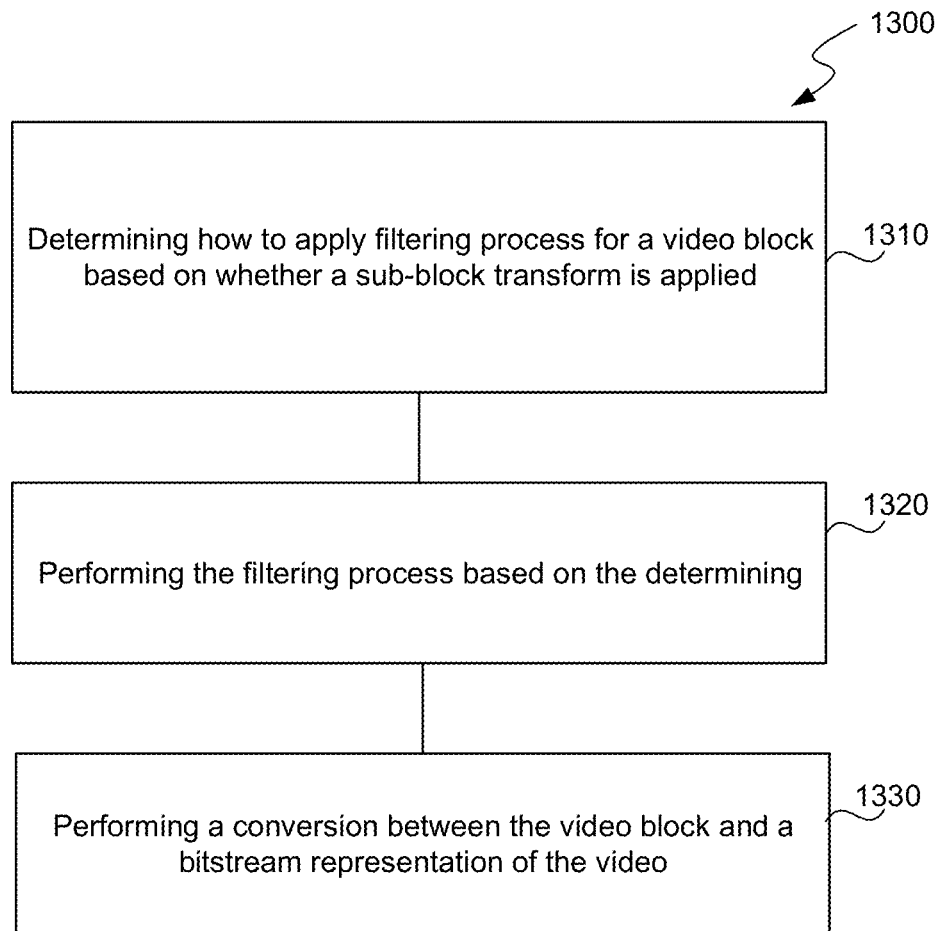 1300
Determining how to apply filtering process for a video block
based on whether a sub-block transform is applied
1310
1320
Performing the filtering process based on the determining
1330
Performing a conversion between the video block and a
bitstream representation of the video